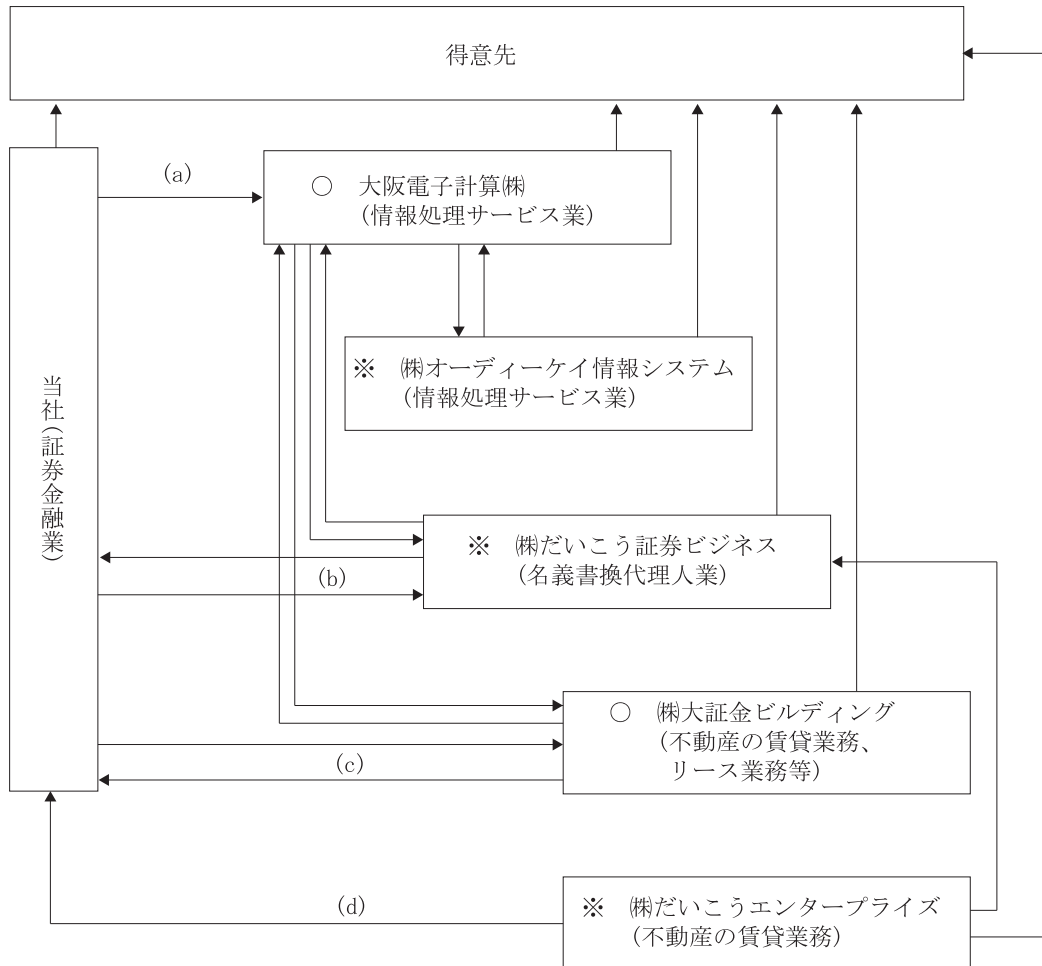 得意先
(a)
○ 大阪電子計算㈱
(情報処理サービス業)
※ ㈱オーディーケイ情報システム
(情報処理サービス業)
当社(証券金融業)
※ ㈱だいこう証券ビジネス
(名義書換代理人業)
(b)
○ ㈱大証金ビルディング
(不動産の賃貸業務、
リース業務等)
(c)
(d)
※ ㈱だいこうエンタープライズ
(不動産の賃貸業務)